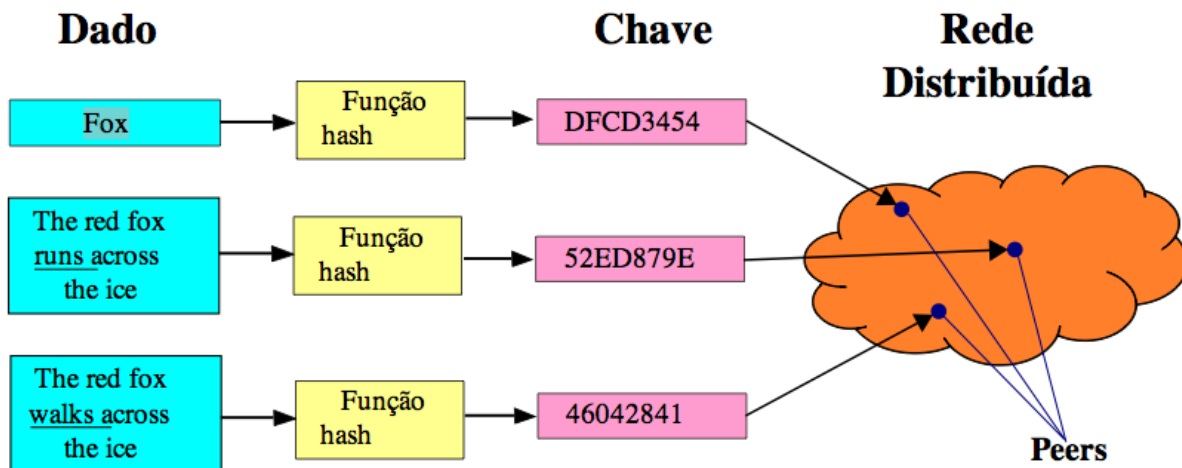 Dado
Chave
Rede
Distribuída
Fox
Função
hash
DFCD3454
The red fox
runs across
the ice
Função
hash
52ED879E
The red fox
walks across
the ice
Função
hash
46042841
Peers